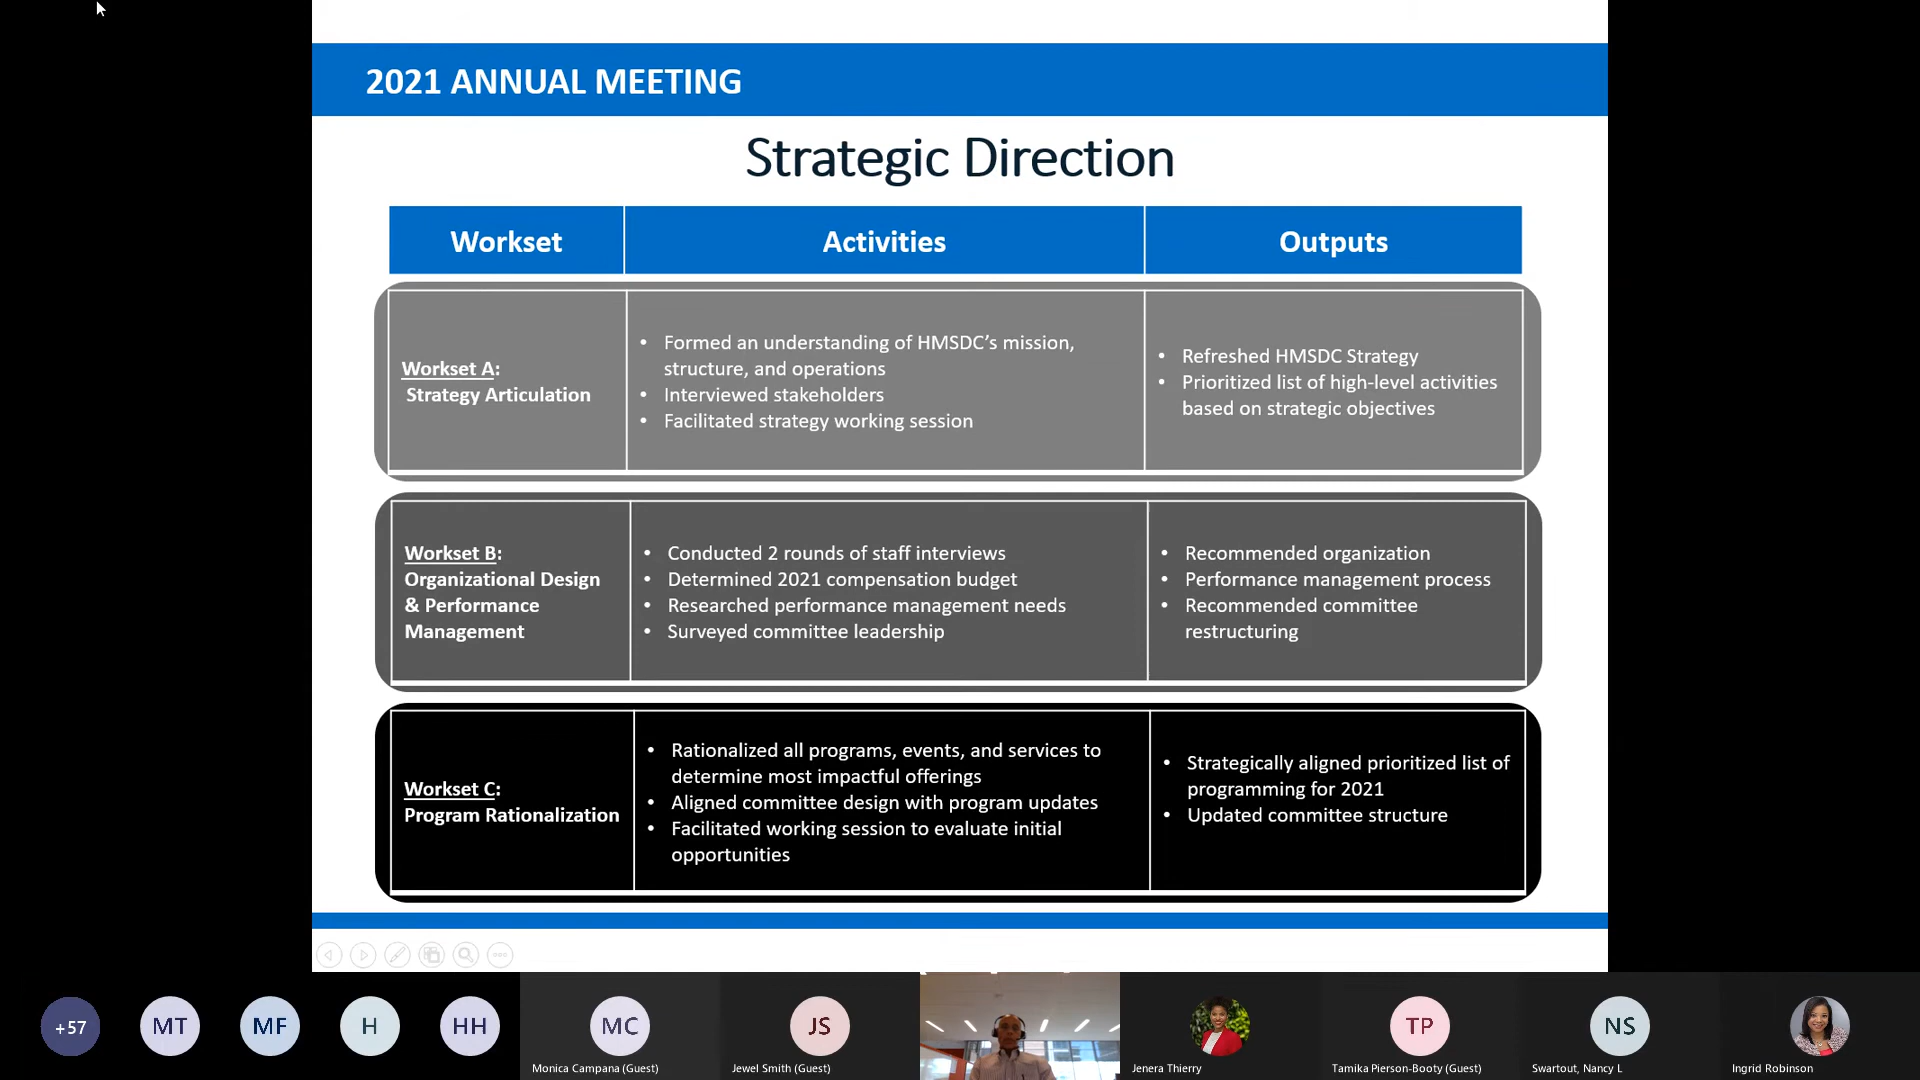 2021 ANNUAL MEETING
Strategic Direction
Workset
Activities
Outputs
Workset A:
Strategy Articulation
• Formed an understanding of HMSDC’s mission,
structure, and operations
• Interviewed stakeholders
• Facilitated strategy working session
• Refreshed HMSDC Strategy
• Prioritized list of high-level activities
based on strategic objectives
Workset B:
Organizational Design
& Performance
Management
• Conducted 2 rounds of staff interviews
• Determined 2021 compensation budget
• Researched performance management needs
• Surveyed committee leadership
• Recommended organization
• Performance management process
• Recommended committee
restructuring
Workset C:
Program Rationalization
• Rationalized all programs, events, and services to
determine most impactful offerings
• Aligned committee design with program updates
• Facilitated working session to evaluate initial
opportunities
• Strategically aligned prioritized list of
programming for 2021
• Updated committee structure
+57
MT
MF
H
HH
MC
Monica Campana (Guest)
JS
Jewel Smith (Guest)
Jenera Thierry
TP
Tamika Pierson-Booty (Guest)
NS
Swartout, Nancy L
Ingrid Robinson